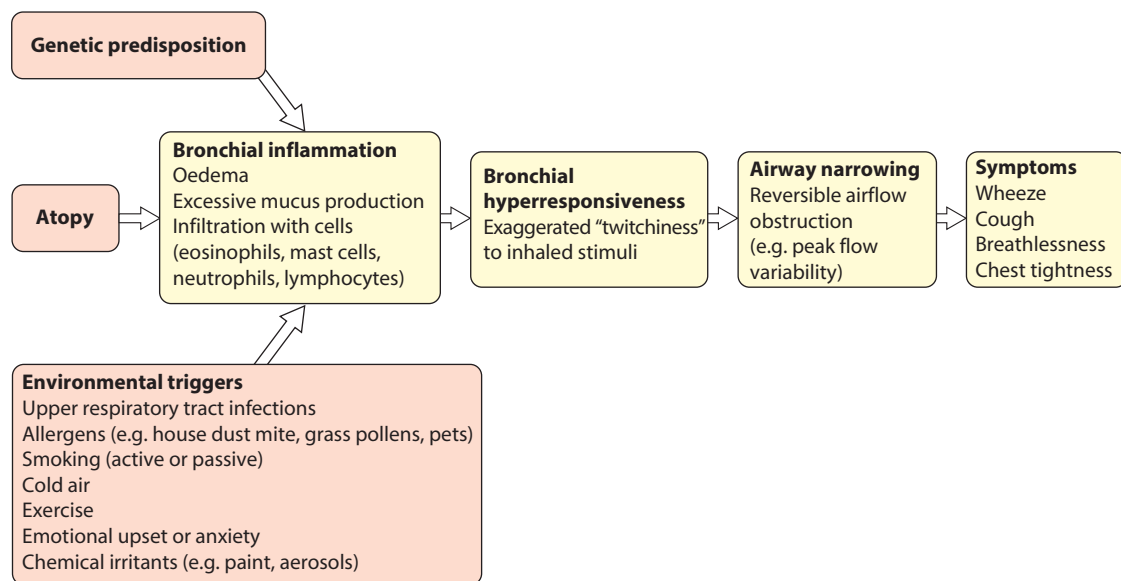 Genetic predisposition
Atopy
Bronchial inflammation
Oedema
Excessive mucus production
Infiltration with cells
(eosinophils, mast cells,
neutrophils, lymphocytes)
Bronchial
hyperresponsiveness
Exaggerated “twitchiness”
to inhaled stimuli
Airway narrowing
Reversible airflow
obstruction
(e.g. peak flow
variability)
Symptoms
Wheeze
Cough
Breathlessness
Chest tightness
Environmental triggers
Upper respiratory tract infections
Allergens (e.g. house dust mite, grass pollens, pets)
Smoking (active or passive)
Cold air
Exercise
Emotional upset or anxiety
Chemical irritants (e.g. paint, aerosols)